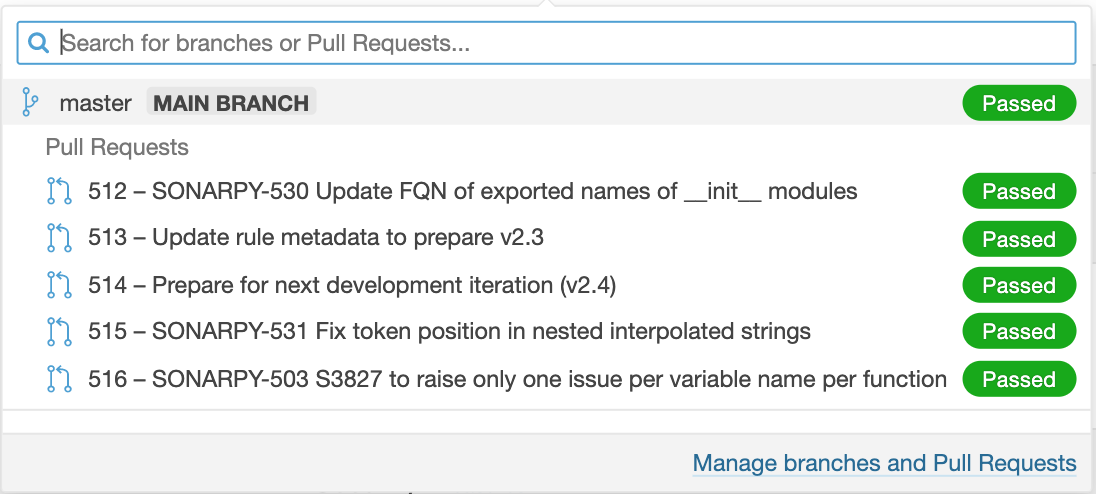 Search for branches or Pull Requests...
master MAIN BRANCH Passed
Pull Requests
512 – SONARPY-530 Update FQN of exported names of __init__ modules Passed
513 – Update rule metadata to prepare v2.3 Passed
514 – Prepare for next development iteration (v2.4) Passed
515 – SONARPY-531 Fix token position in nested interpolated strings Passed
516 – SONARPY-503 S3827 to raise only one issue per variable name per function Passed
Manage branches and Pull Requests